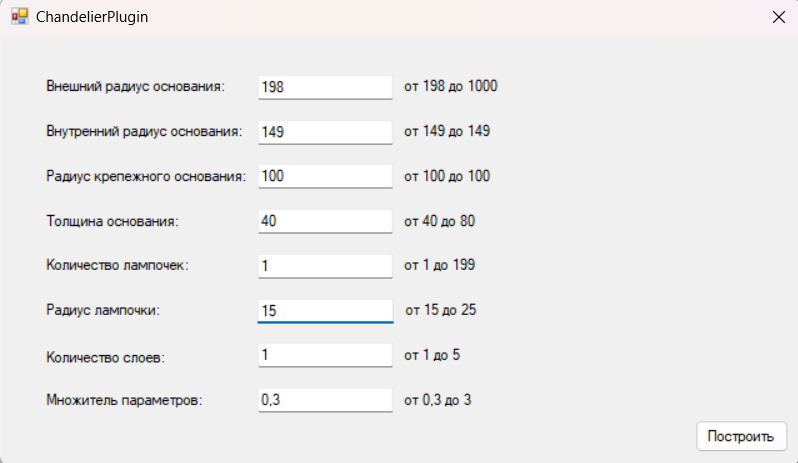 ChandelierPlugin
Внешний радиус основания: 198 от 198 до 1000
Внутренний радиус основания: 149 от 149 до 149
Радиус крепежного основания: 100 от 100 до 100
Толщина основания: 40 от 40 до 80
Количество лампочек: 1 от 1 до 199
Радиус лампочки: 15 от 15 до 25
Количество слоев: 1 от 1 до 5
Множитель параметров: 0,3 от 0,3 до 3
Построить